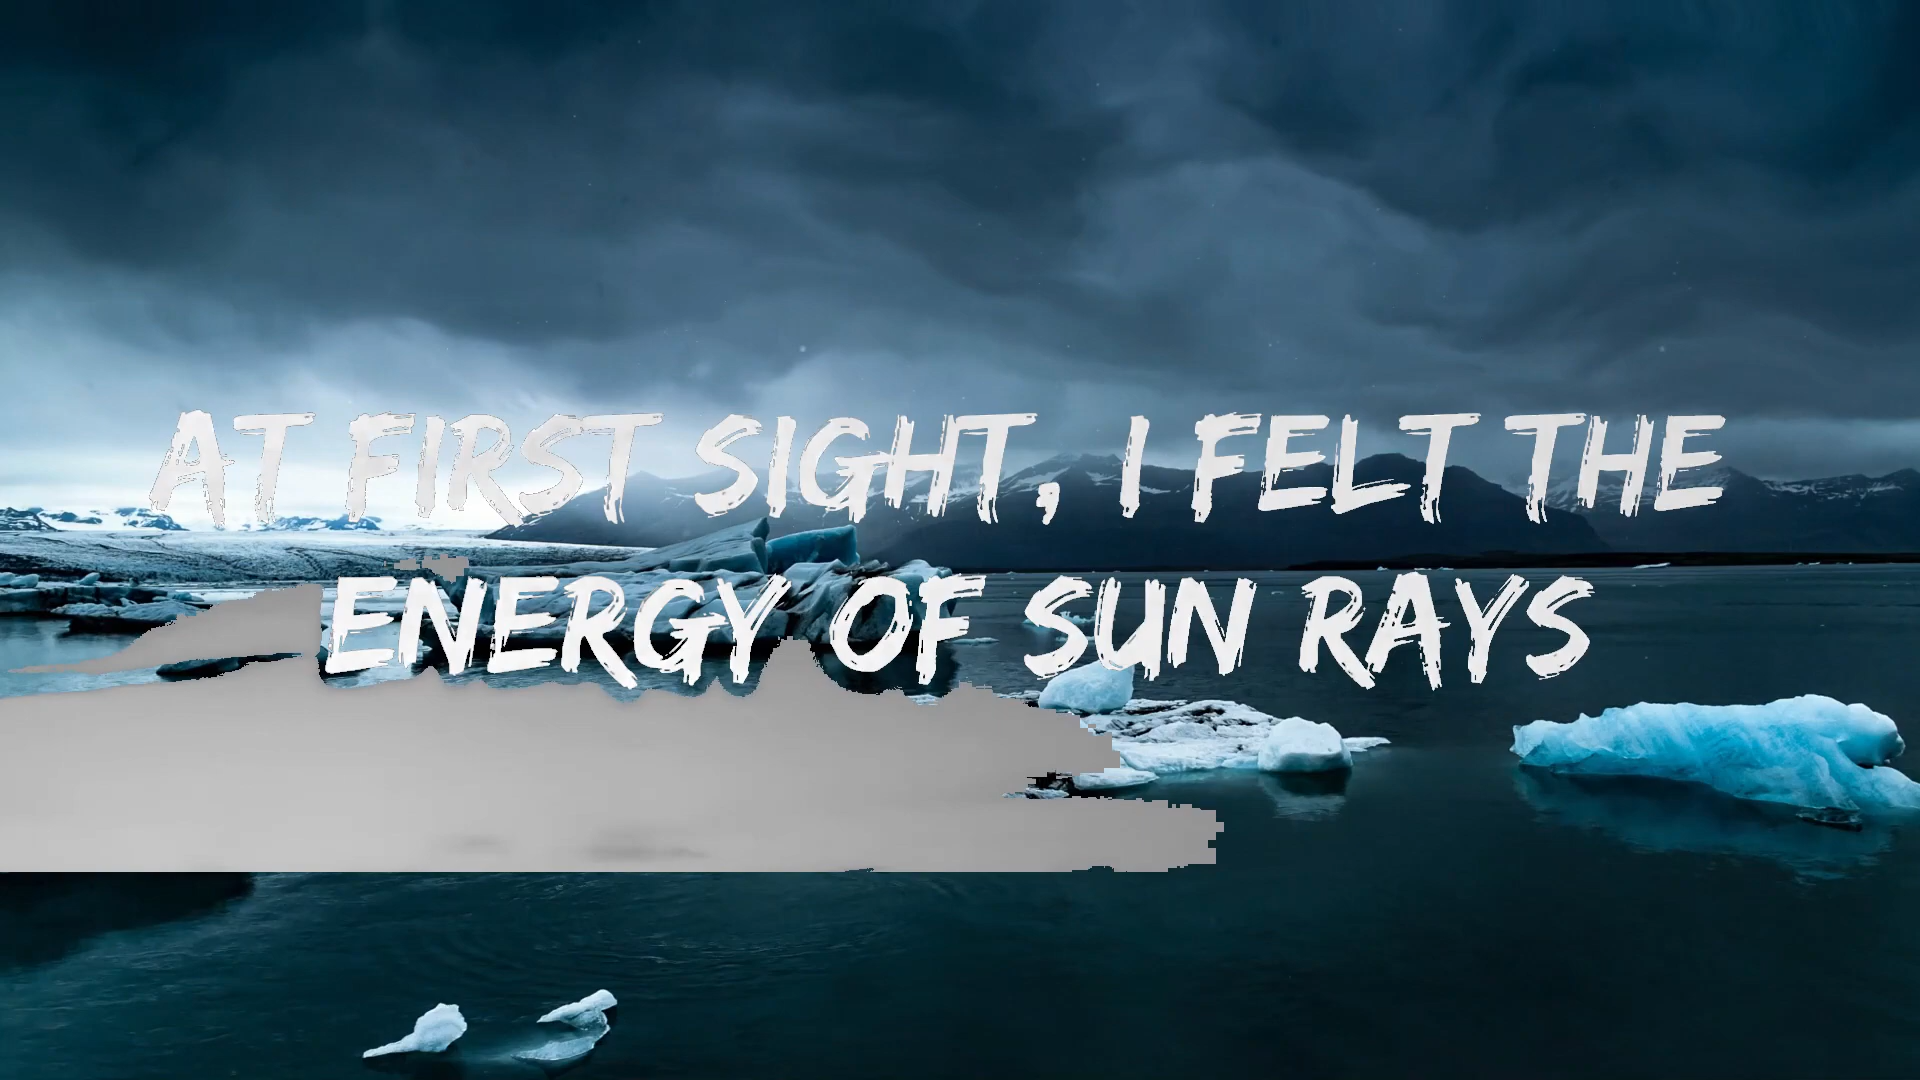 AT FIRST SIGHT, I FELT THE
ENERGY OF SUN RAYS